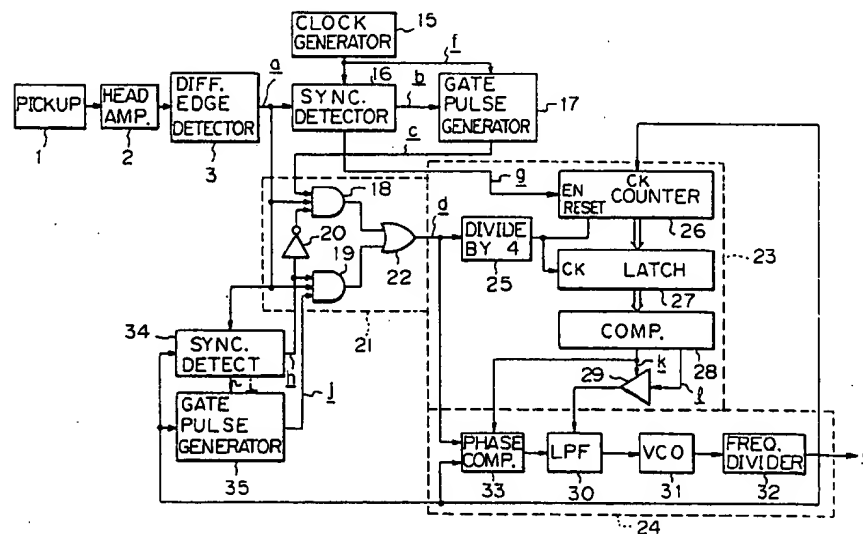 CLOCK
GENERATOR
15
f
a
16
b
PICKUP
HEAD
AMP.
DIFF.
EDGE
DETECTOR
SYNC.
DETECTOR
GATE
PULSE
GENERATOR
17
1
2
3
c
g
18
20
19
22
d
DIVIDE
BY 4
25
EN CK
RESET COUNTER
26
CK LATCH
27
23
COMP.
28
21
34
SYNC.
DETECT
h
j
GATE
PULSE
GENERATOR
35
29
k
l
PHASE
COMP.
33
LPF
30
VCO
31
FREQ.
DIVIDER
32
24